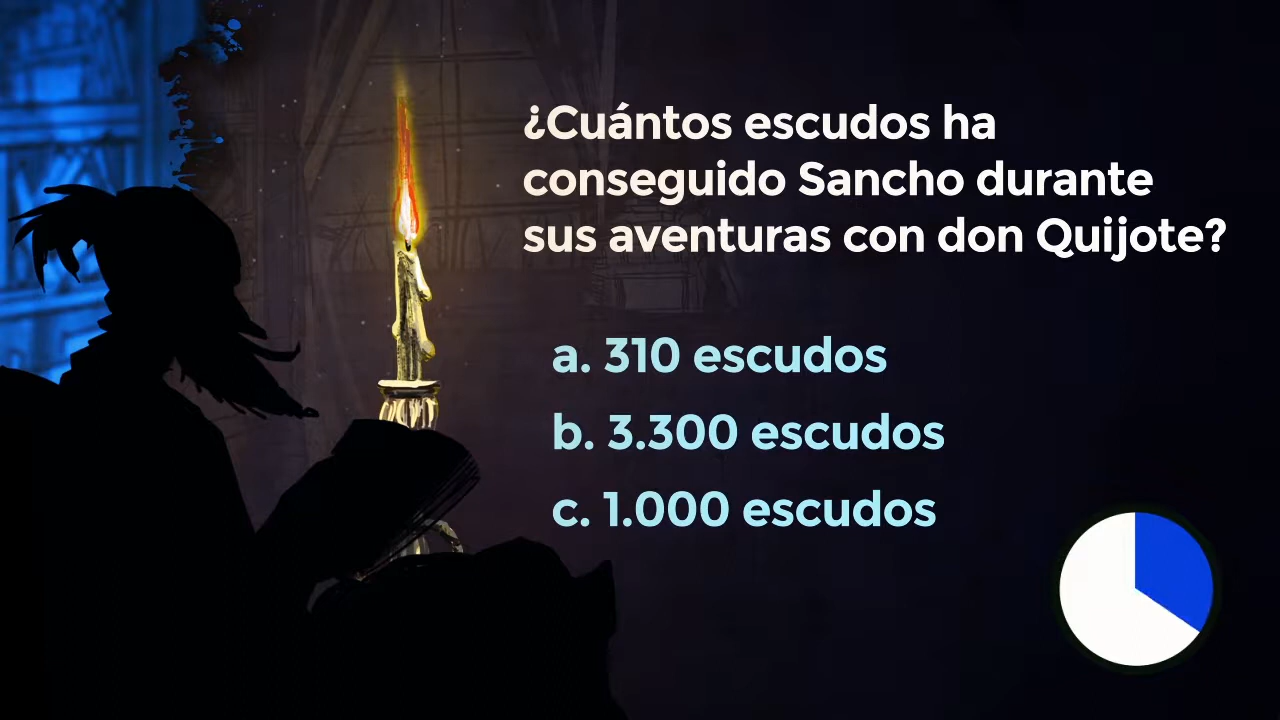 ¿Cuántos escudos ha
conseguido Sancho durante
sus aventuras con don Quijote?
a. 310 escudos
b. 3.300 escudos
c. 1.000 escudos